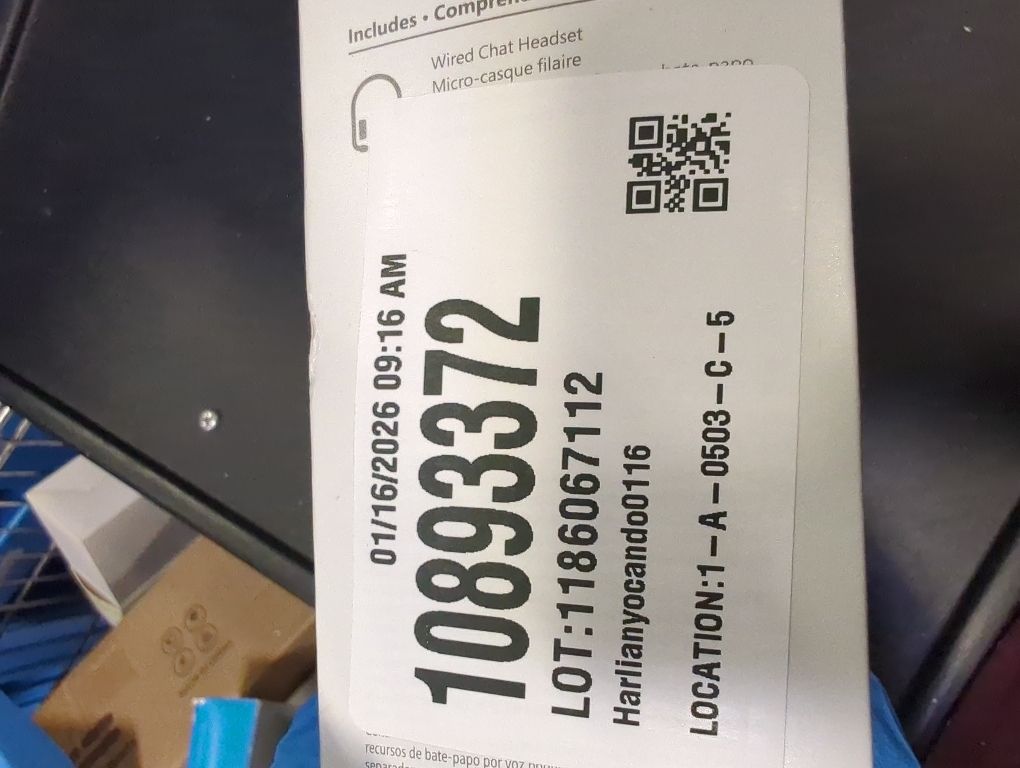 Includes •
Wired Chat Headset
Micro-casque filaire
01/16/2026 09:16 AM
10893372
LOT:1186067112
Harlianyocando0116
LOCATION:1-A-0503-C-5
recursos de bate-papo por voz